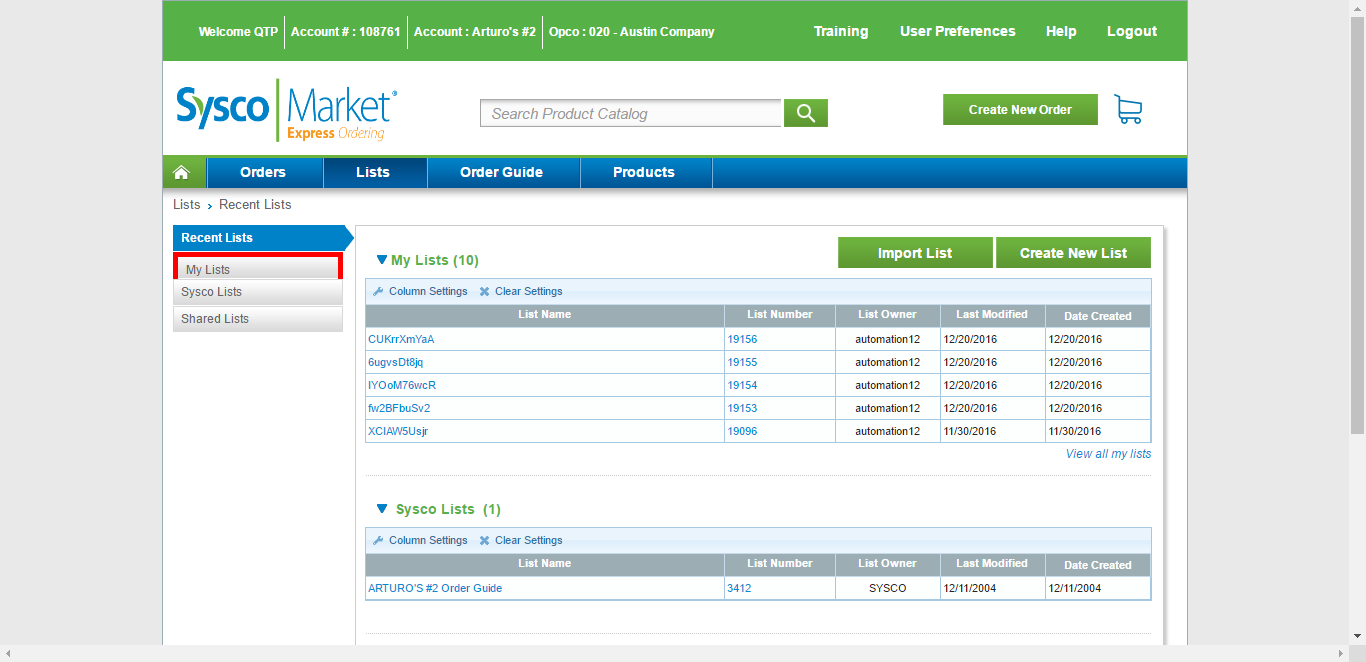 Welcome QTP Account # : 108761 Account : Arturo's #2 Opco : 020 - Austin Company Training User Preferences Help Logout
Sysco Market®
Express Ordering
Search Product Catalog
Create New Order
Orders Lists Order Guide Products
Lists › Recent Lists
Recent Lists
My Lists
Sysco Lists
Shared Lists
My Lists (10) Import List Create New List
Column Settings Clear Settings
List Name List Number List Owner Last Modified Date Created
CUKrrXmYaA 19156 automation12 12/20/2016 12/20/2016
6ugvsDt8jq 19155 automation12 12/20/2016 12/20/2016
IYOoM76wcR 19154 automation12 12/20/2016 12/20/2016
fw2BFbuSv2 19153 automation12 12/20/2016 12/20/2016
XCIAW5Usjr 19096 automation12 11/30/2016 11/30/2016
View all my lists
Sysco Lists (1)
Column Settings Clear Settings
List Name List Number List Owner Last Modified Date Created
ARTURO'S #2 Order Guide 3412 SYSCO 12/11/2004 12/11/2004